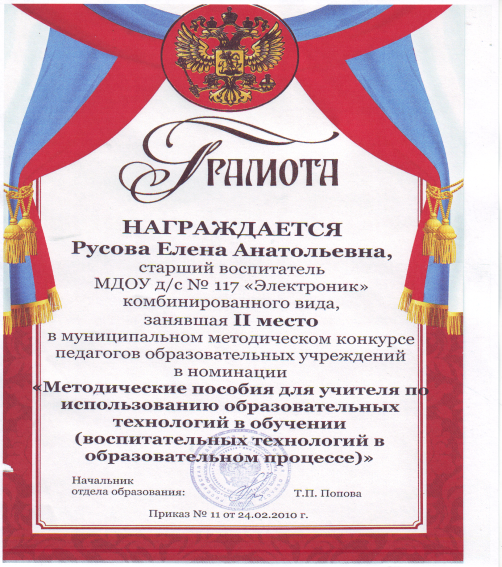 Грамота
НАГРАЖДАЕТСЯ
Русова Елена Анатольевна,
старший воспитатель
МДОУ д/с № 117 «Электроник»
комбинированного вида,
занявшая II место
в муниципальном методическом конкурсе
педагогов образовательных учреждений
в номинации
«Методические пособия для учителя по
использованию образовательных
технологий в обучении
(воспитательных технологий в
образовательном процессе)»
Начальник
отдела образования: Т.П. Попова
Приказ № 11 от 24.02.2010 г.